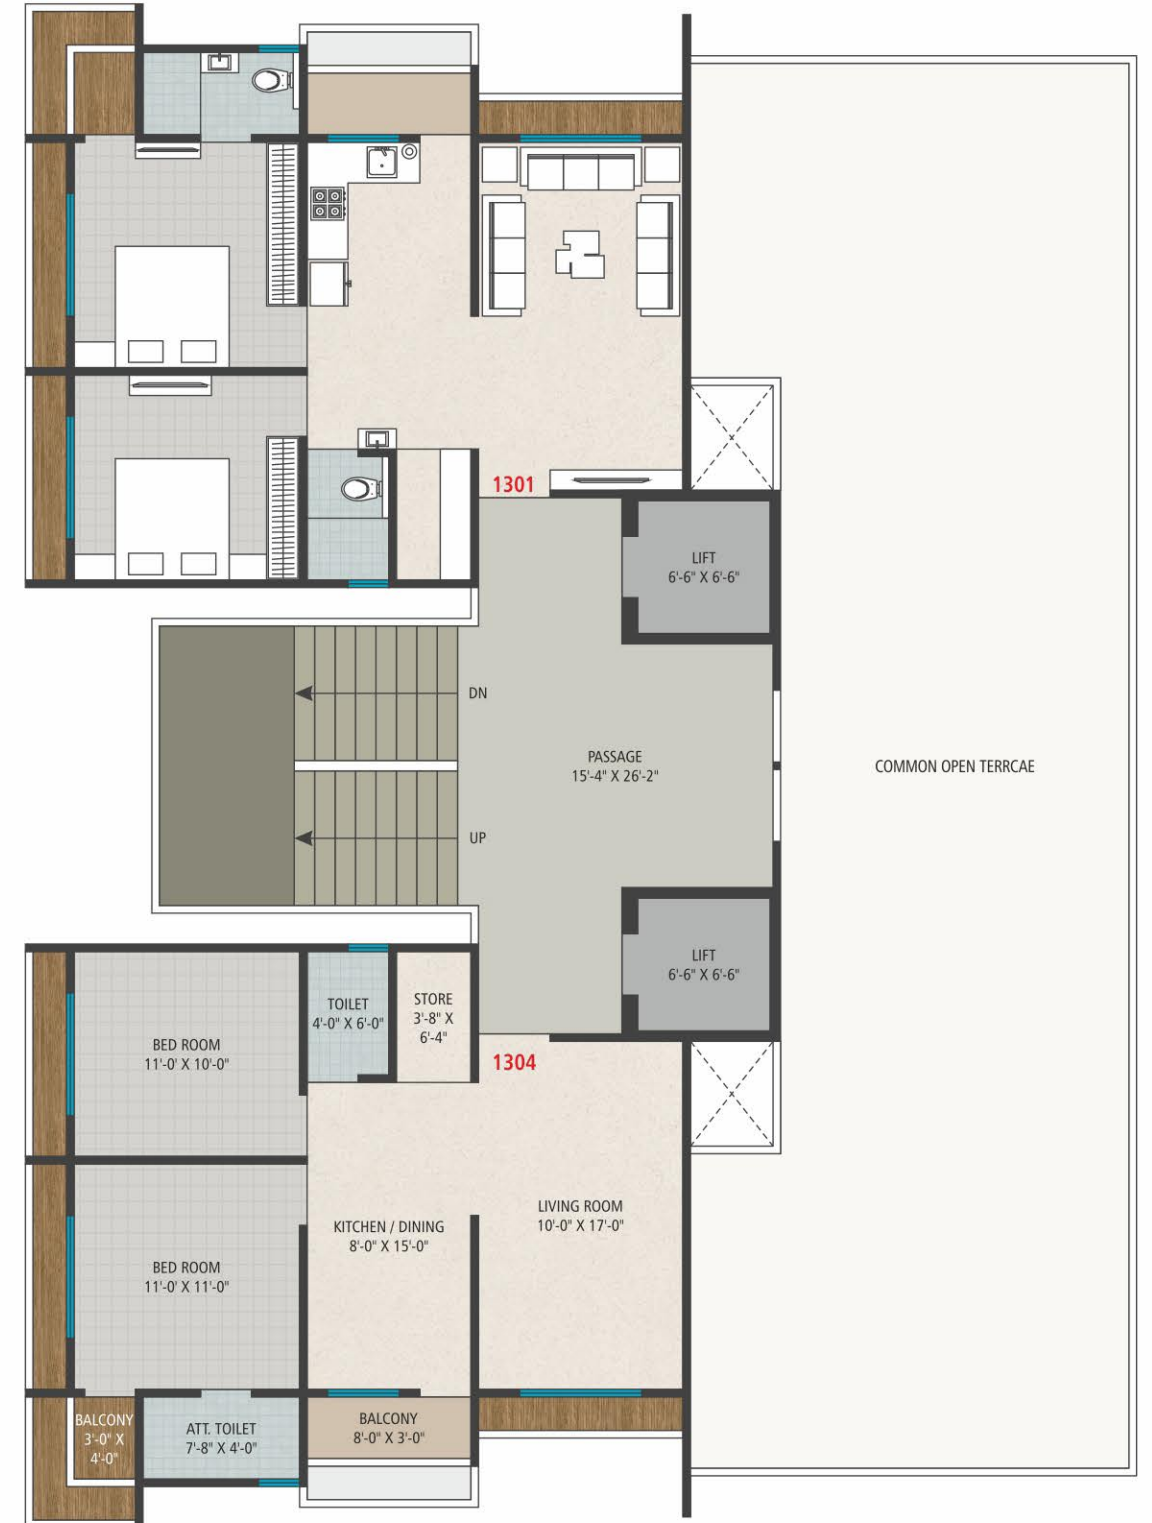 1301
LIFT
6'-6" X 6'-6"
DN
PASSAGE
15'-4" X 26'-2"
COMMON OPEN TERRCAE
UP
LIFT
6'-6" X 6'-6"
TOILET
4'-0" X 6'-0"
STORE
3'-8" X
6'-4"
BED ROOM
11'-0' X 10'-0"
1304
LIVING ROOM
10'-0" X 17'-0"
KITCHEN / DINING
8'-0" X 15'-0"
BED ROOM
11'-0' X 11'-0"
BALCONY
3'-0" X
4'-0"
ATT. TOILET
7'-8" X 4'-0"
BALCONY
8'-0" X 3'-0"